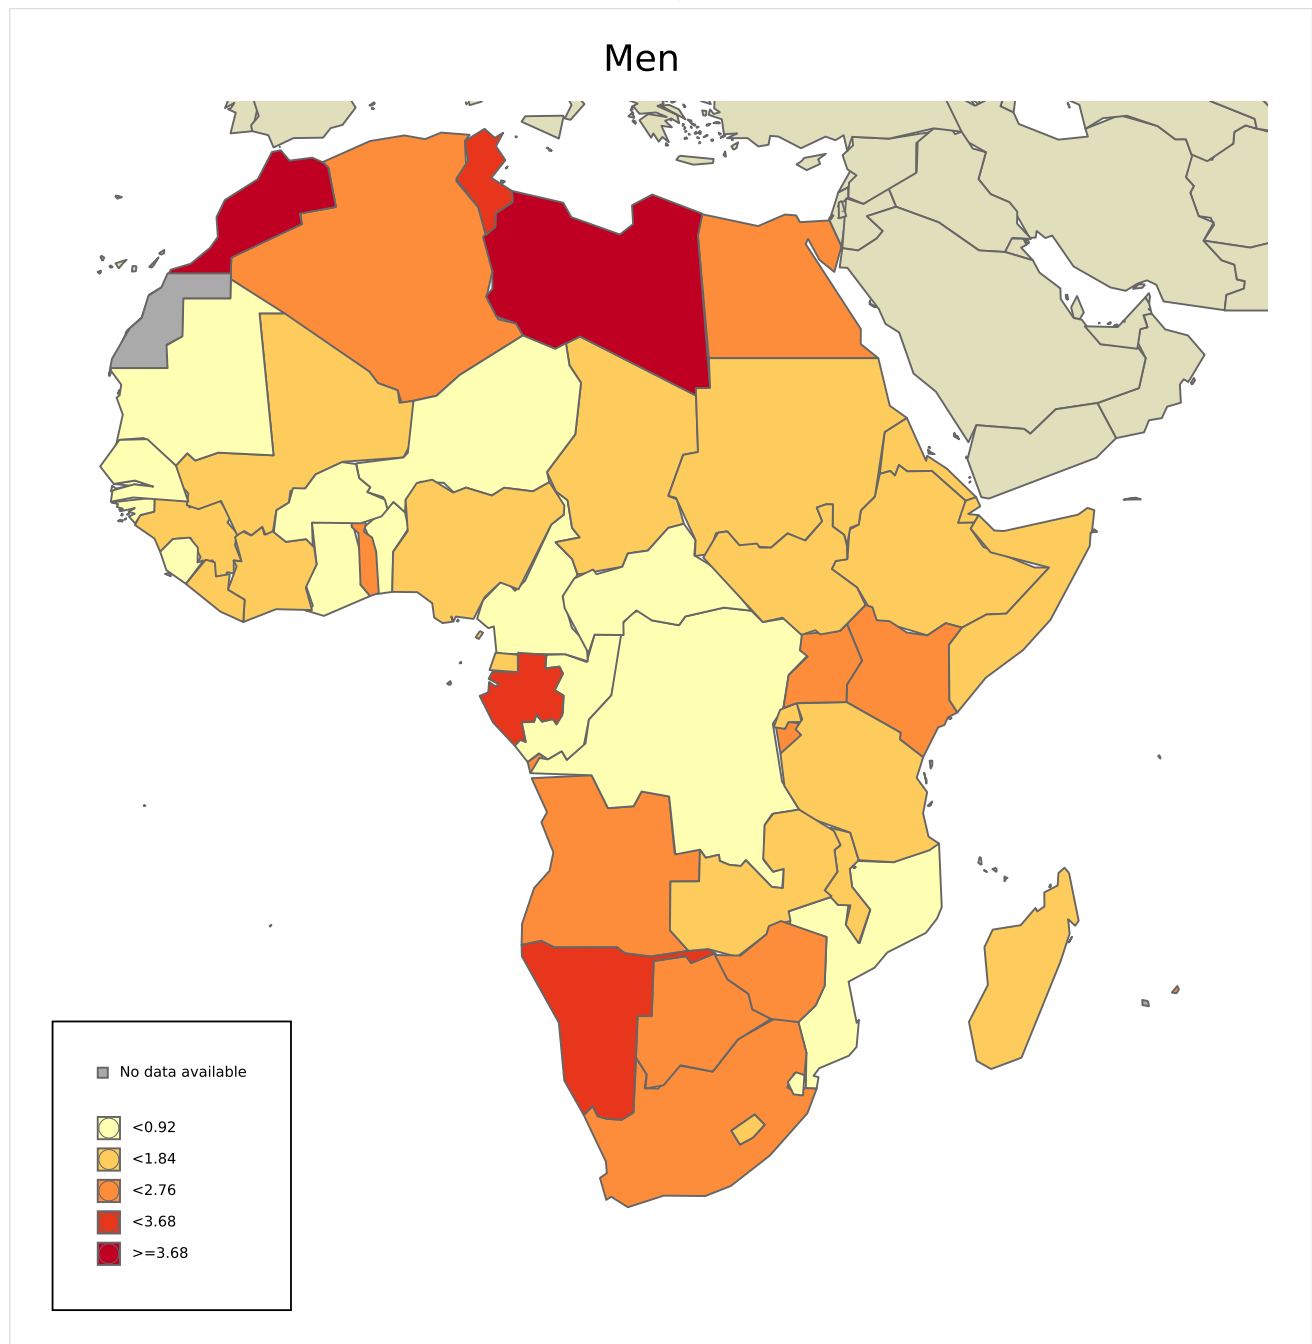 Men
No data available
<0.92
<1.84
<2.76
<3.68
>=3.68